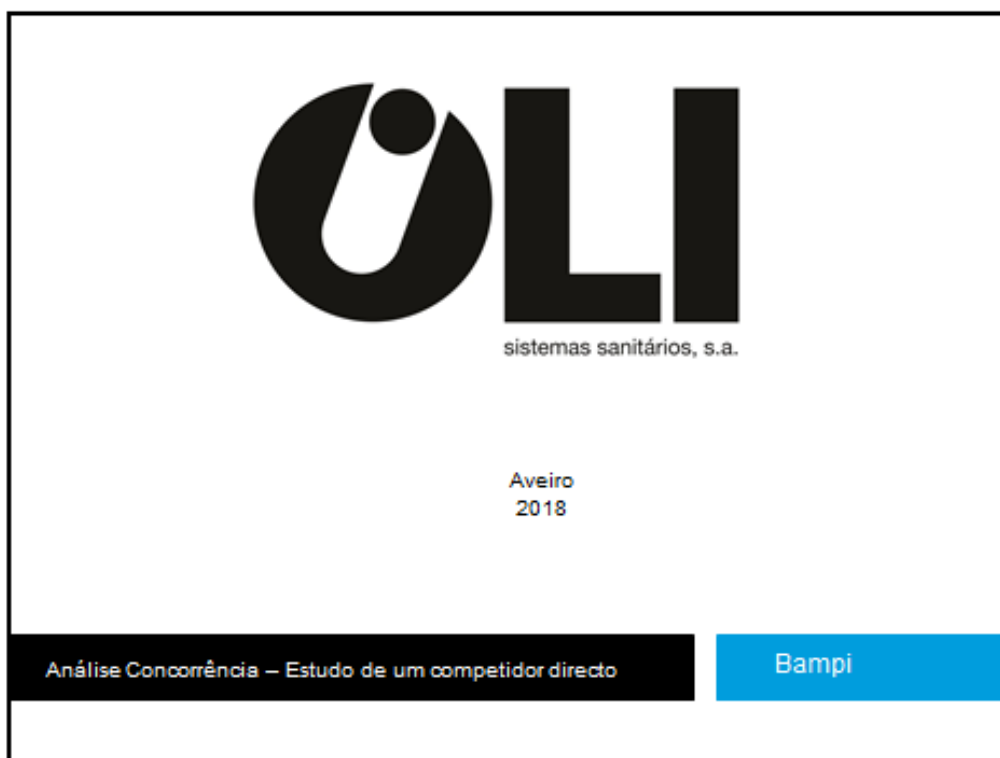 OLI
sistemas sanitários, s.a.
Aveiro
2018
Análise Concorrência – Estudo de um competidor directo
Bampi